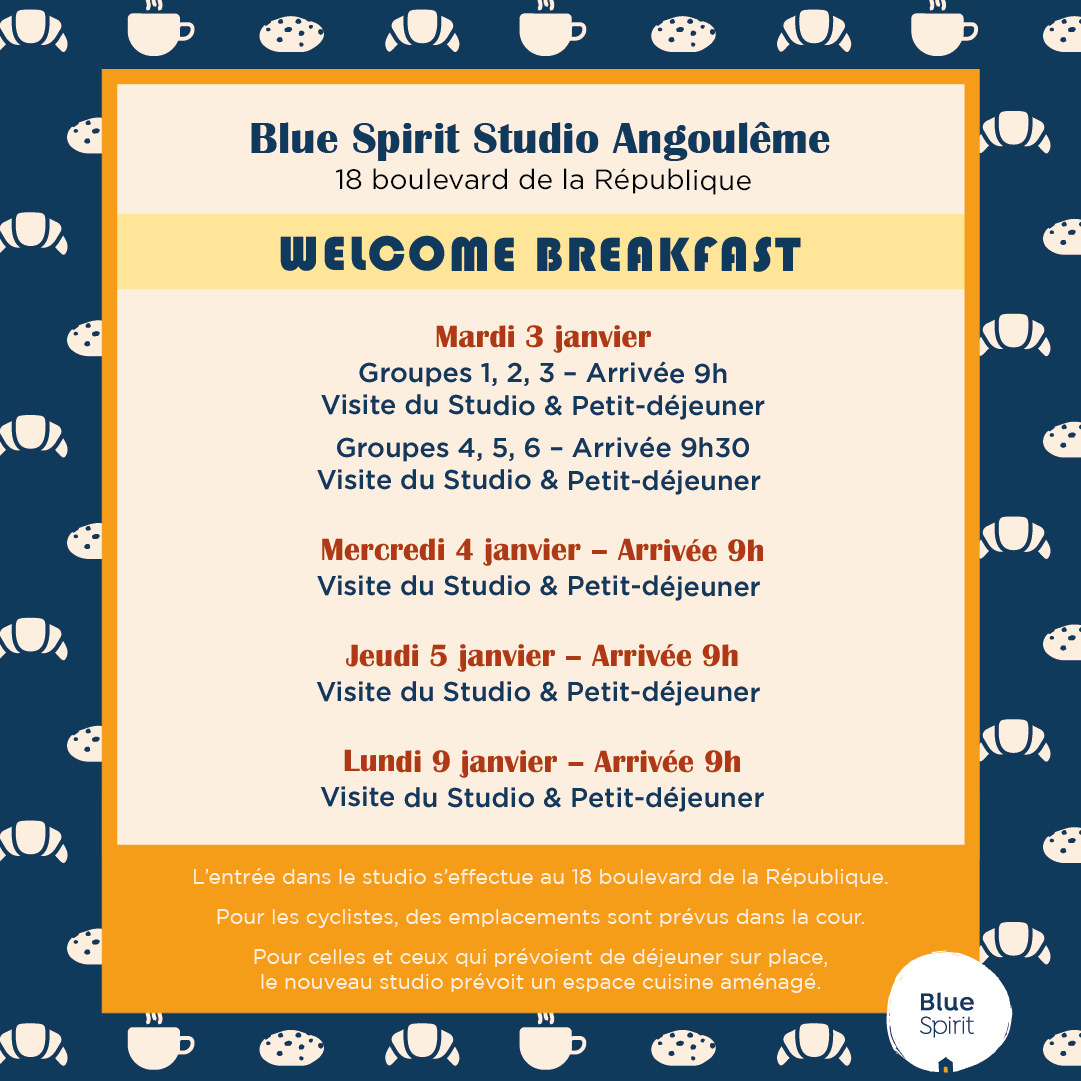 Blue Spirit Studio Angoulême
18 boulevard de la République
WELCOME BREAKFAST
Mardi 3 janvier
Groupes 1, 2, 3 – Arrivée 9h
Visite du Studio & Petit-déjeuner
Groupes 4, 5, 6 – Arrivée 9h30
Visite du Studio & Petit-déjeuner
Mercredi 4 janvier – Arrivée 9h
Visite du Studio & Petit-déjeuner
Jeudi 5 janvier – Arrivée 9h
Visite du Studio & Petit-déjeuner
Lundi 9 janvier – Arrivée 9h
Visite du Studio & Petit-déjeuner
L’entrée dans le studio s’effectue au 18 boulevard de la République.
Pour les cyclistes, des emplacements sont prévus dans la cour.
Pour celles et ceux qui prévoient de déjeuner sur place,
le nouveau studio prévoit un espace cuisine aménagé.
Blue
Spirit